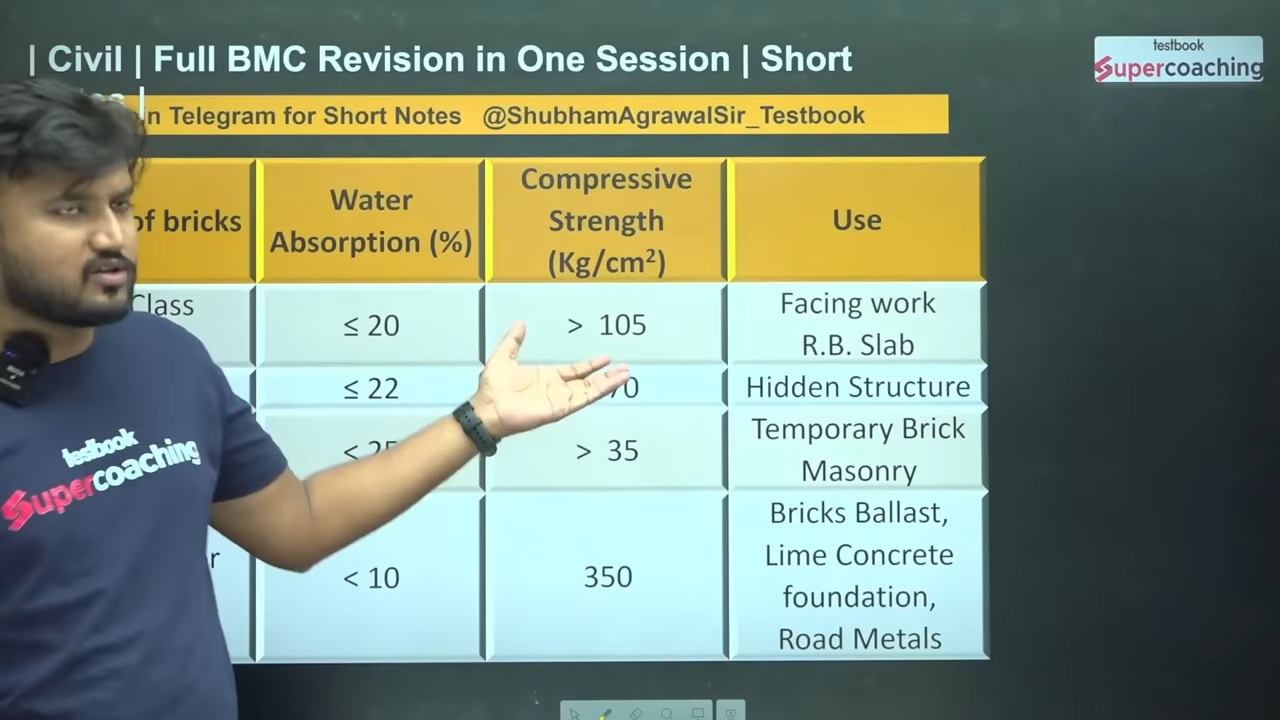 | Civil | Full BMC Revision in One Session | Short
n Telegram for Short Notes @ShubhamAgrawalSir_Testbook
testbook
Supercoaching
of bricks
Water
Absorption (%)
Compressive
Strength
(Kg/cm²)
Use
Class
≤ 20
> 105
Facing work
R.B. Slab
≤ 22
70
Hidden Structure
> 35
Temporary Brick
Masonry
r
< 10
350
Bricks Ballast,
Lime Concrete
foundation,
Road Metals
testbook
Supercoaching